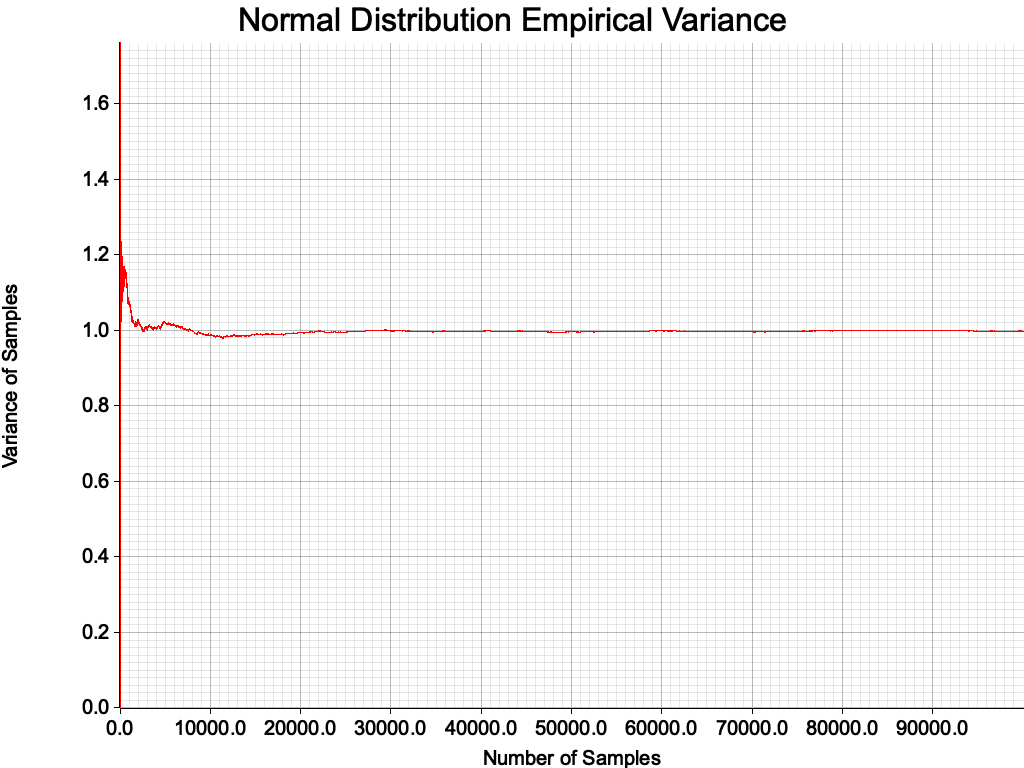 Normal Distribution Empirical Variance
Variance of Samples
1.6
1.4
1.2
1.0
0.8
0.6
0.4
0.2
0.0
0.0 10000.0 20000.0 30000.0 40000.0 50000.0 60000.0 70000.0 80000.0 90000.0
Number of Samples